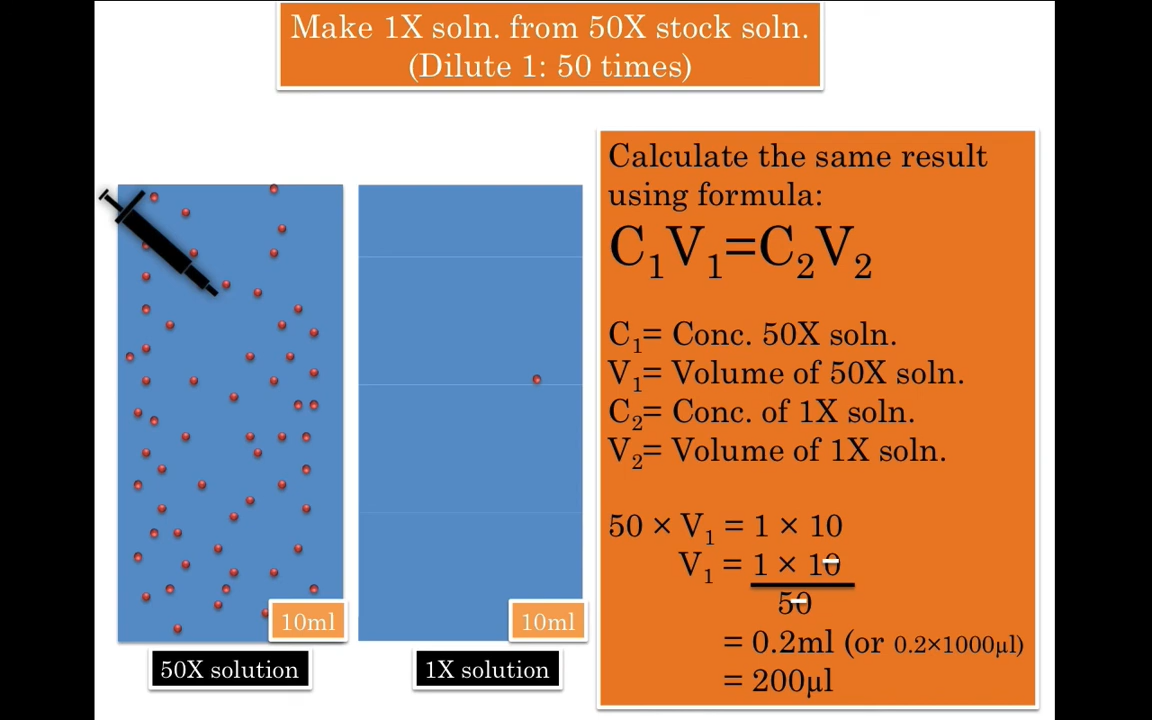 Make 1X soln. from 50X stock soln.
(Dilute 1: 50 times)
10ml
50X solution
10ml
1X solution
Calculate the same result
using formula:
C₁V₁=C₂V₂
C₁= Conc. 50X soln.
V₁= Volume of 50X soln.
C₂= Conc. of 1X soln.
V₂= Volume of 1X soln.
50 × V₁ = 1 × 10
V₁ = 1 × 10
50
= 0.2ml (or 0.2×1000µl)
= 200µl